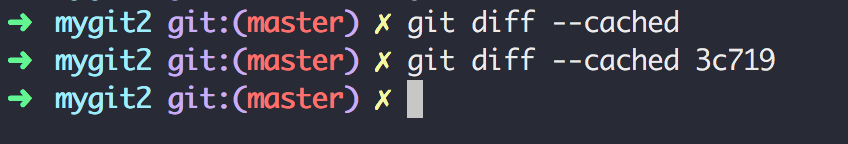 ➜ mygit2 git:(master) ✗ git diff --cached
➜ mygit2 git:(master) ✗ git diff --cached 3c719
➜ mygit2 git:(master) ✗